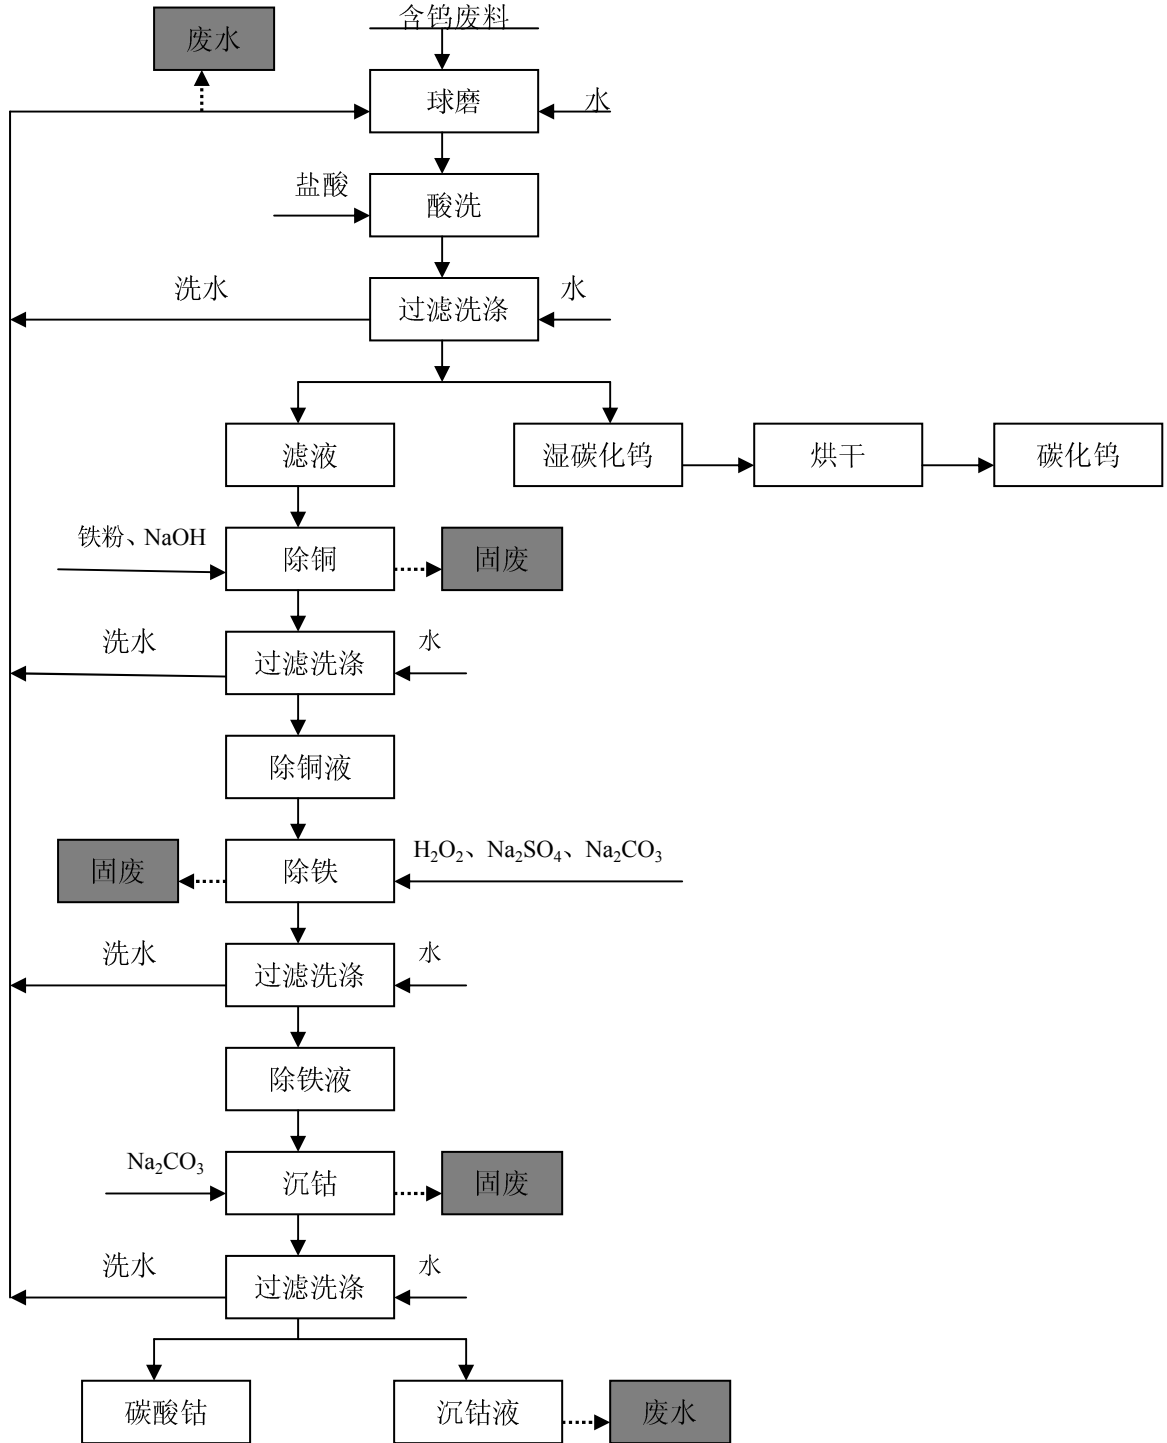 含钨废料
废水
球磨
水
盐酸
酸洗
洗水
过滤洗涤
水
滤液
湿碳化钨
烘干
碳化钨
铁粉、NaOH
除铜
固废
洗水
过滤洗涤
水
除铜液
固废
除铁
H₂O₂、Na₂SO₄、Na₂CO₃
洗水
过滤洗涤
水
除铁液
Na₂CO₃
沉钴
固废
洗水
过滤洗涤
水
碳酸钴
沉钴液
废水